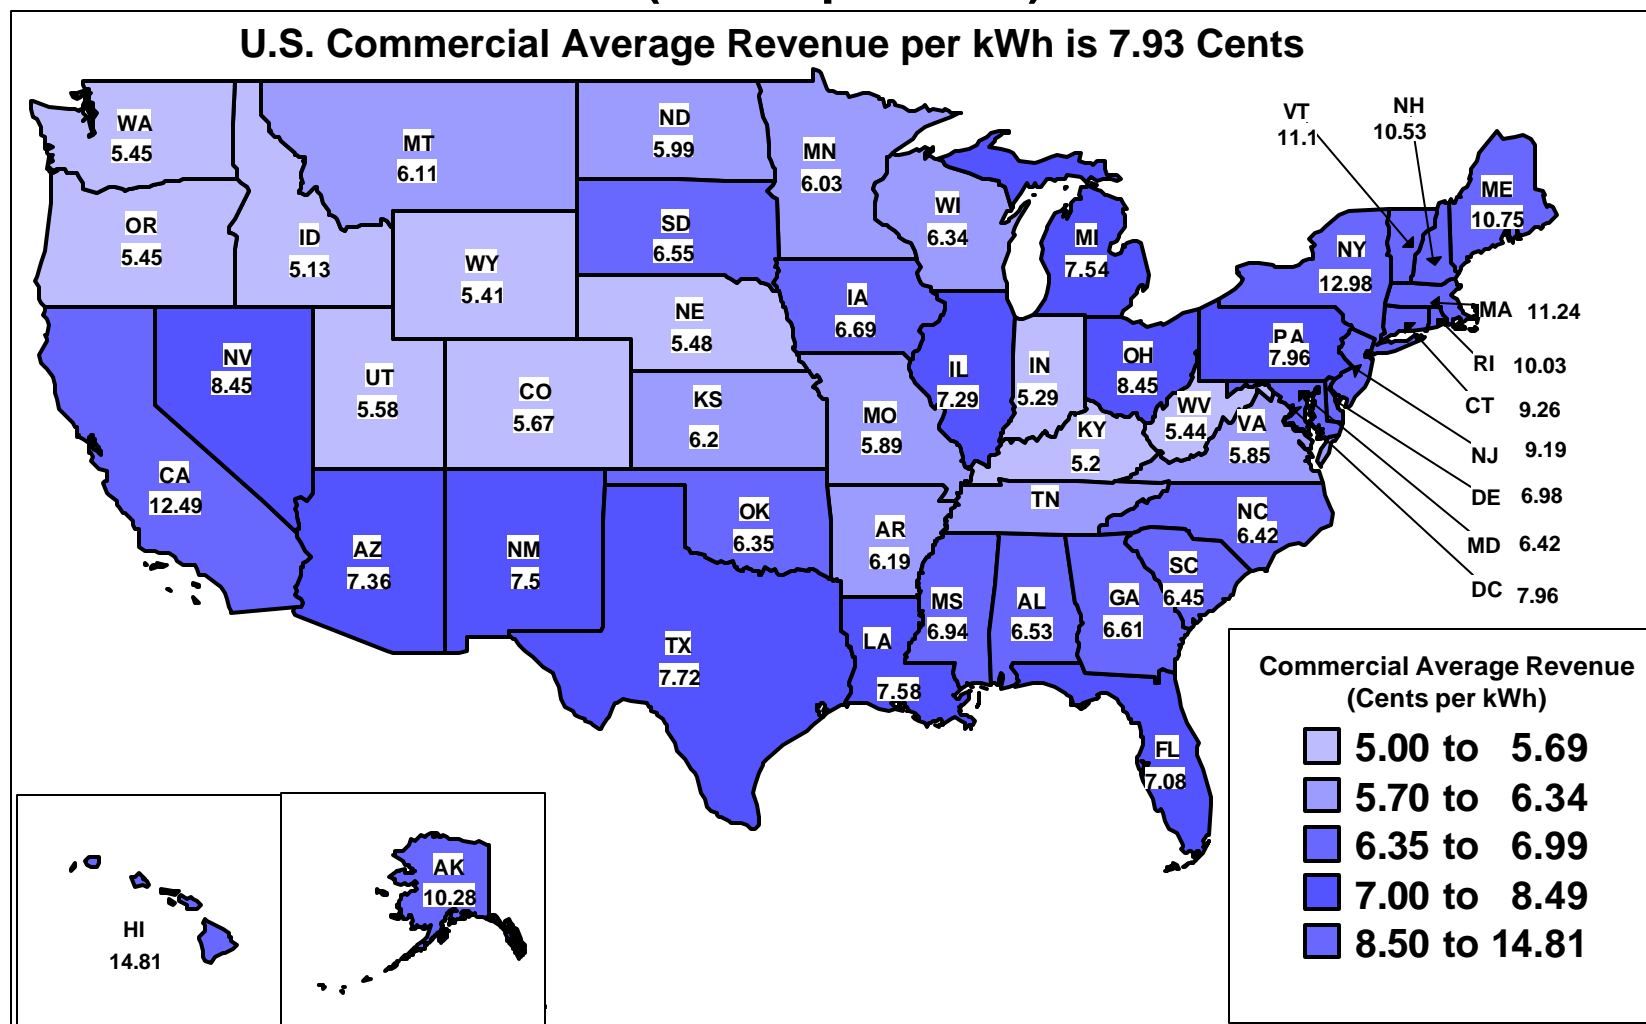 U.S. Commercial Average Revenue per kWh is 7.93 Cents
WA
5.45
MT
6.11
ND
5.99
MN
6.03
VT
11.1
NH
10.53
ME
10.75
OR
5.45
ID
5.13
WY
5.41
SD
6.55
WI
6.34
MI
7.54
NY
12.98
NE
5.48
IA
6.69
MA 11.24
NV
8.45
UT
5.58
CO
5.67
KS
6.2
MO
5.89
IL
7.29
IN
5.29
OH
8.45
PA
7.96
RI 10.03
CT 9.26
WV
5.44
VA
5.85
KY
5.2
NJ 9.19
DE 6.98
CA
12.49
AZ
7.36
NM
7.5
OK
6.35
AR
6.19
TN
NC
6.42
MD 6.42
SC
6.45
DC 7.96
TX
7.72
LA
7.58
MS
6.94
AL
6.53
GA
6.61
FL
7.08
HI
14.81
AK
10.28
Commercial Average Revenue
(Cents per kWh)
5.00 to 5.69
5.70 to 6.34
6.35 to 6.99
7.00 to 8.49
8.50 to 14.81